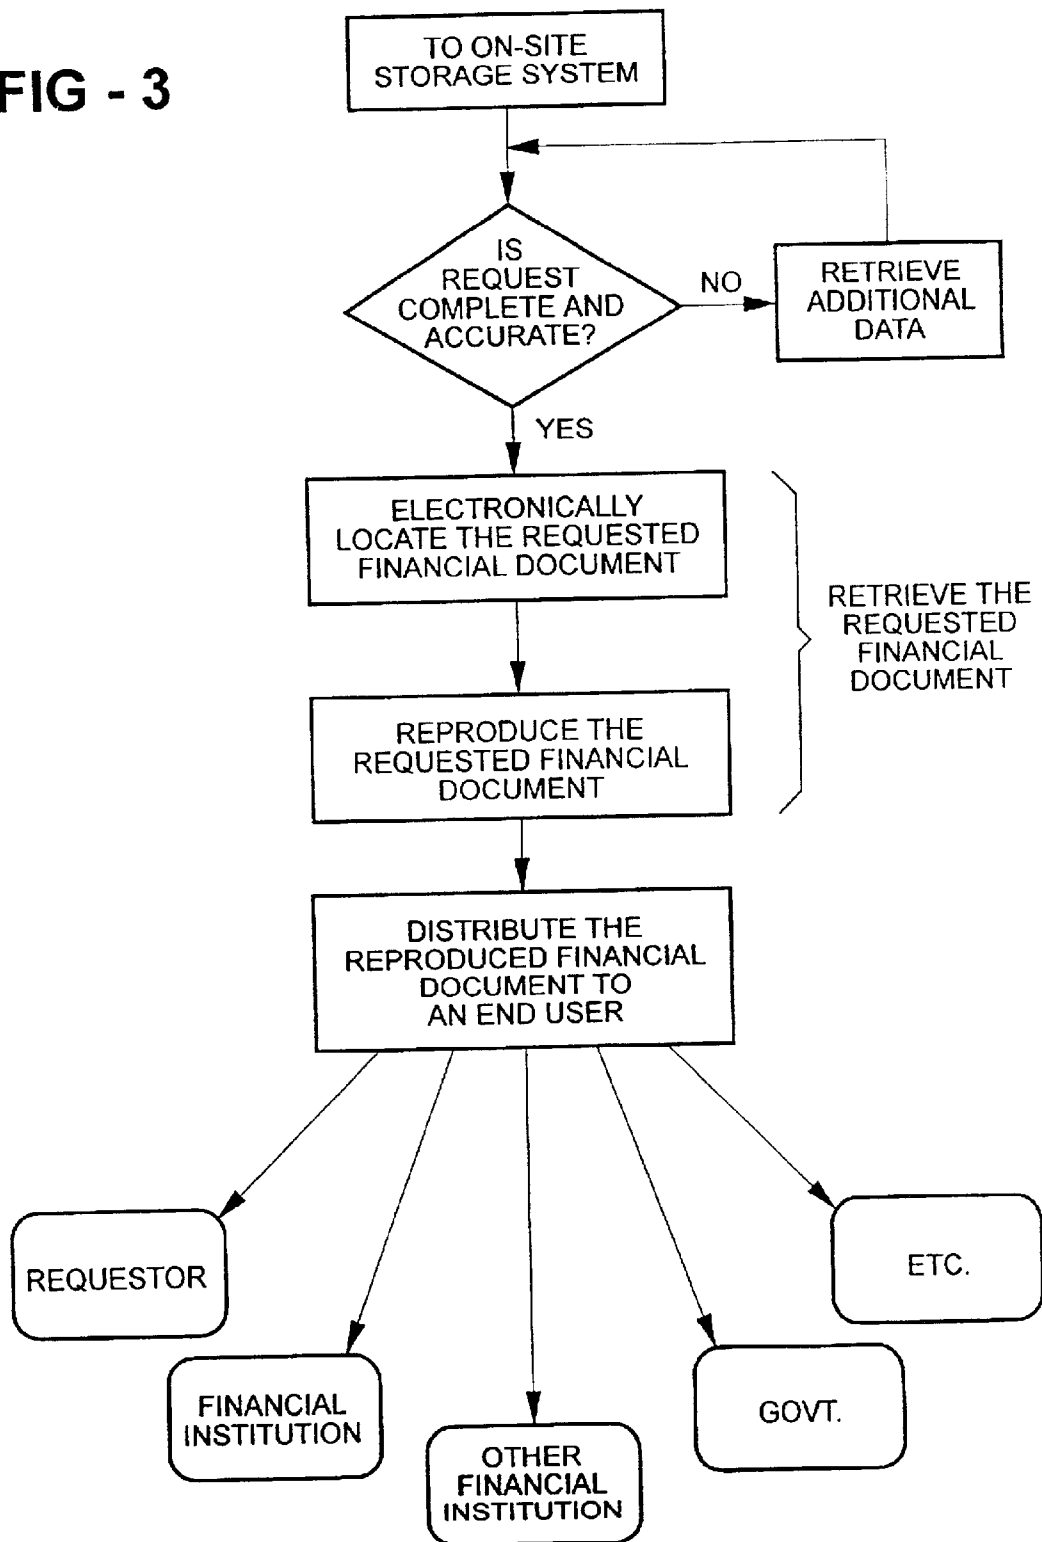 FIG - 3
TO ON-SITE
STORAGE SYSTEM
IS
REQUEST
COMPLETE AND
ACCURATE?
NO
RETRIEVE
ADDITIONAL
DATA
YES
ELECTRONICALLY
LOCATE THE REQUESTED
FINANCIAL DOCUMENT
RETRIEVE THE
REQUESTED
FINANCIAL
DOCUMENT
REPRODUCE THE
REQUESTED FINANCIAL
DOCUMENT
DISTRIBUTE THE
REPRODUCED FINANCIAL
DOCUMENT TO
AN END USER
REQUESTOR
FINANCIAL
INSTITUTION
OTHER
FINANCIAL
INSTITUTION
GOVT.
ETC.